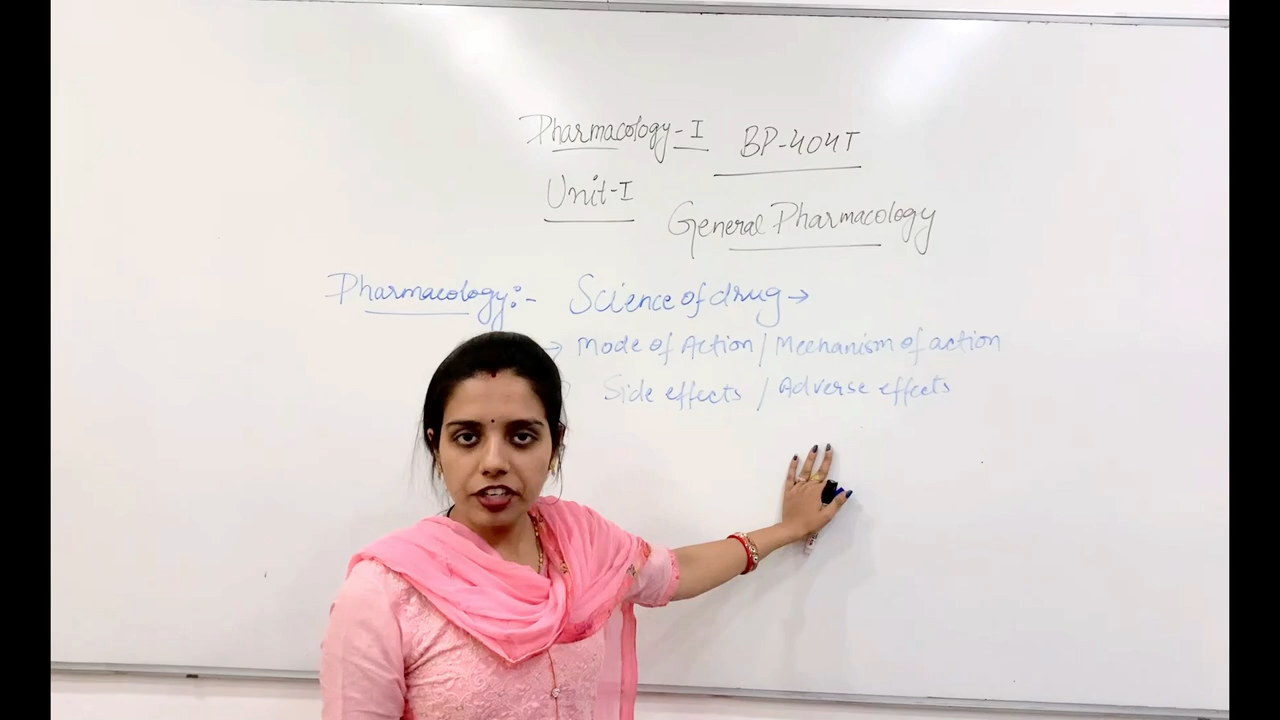 Pharmacology-I BP-404T
Unit-I
General Pharmacology
Pharmacology:- Science of drug →
→ Mode of Action / Mechanism of action
Side effects / Adverse effects